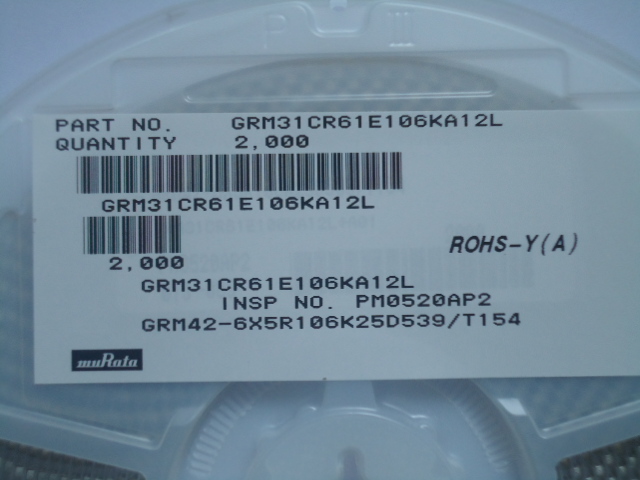 PART NO. GRM31CR61E106KA12L
QUANTITY 2,000
GRM31CR61E106KA12L
2,000
ROHS-Y(A)
GRM31CR61E106KA12L
INSP NO. PM0520AP2
GRM42-6X5R106K25D539/T154
muRata